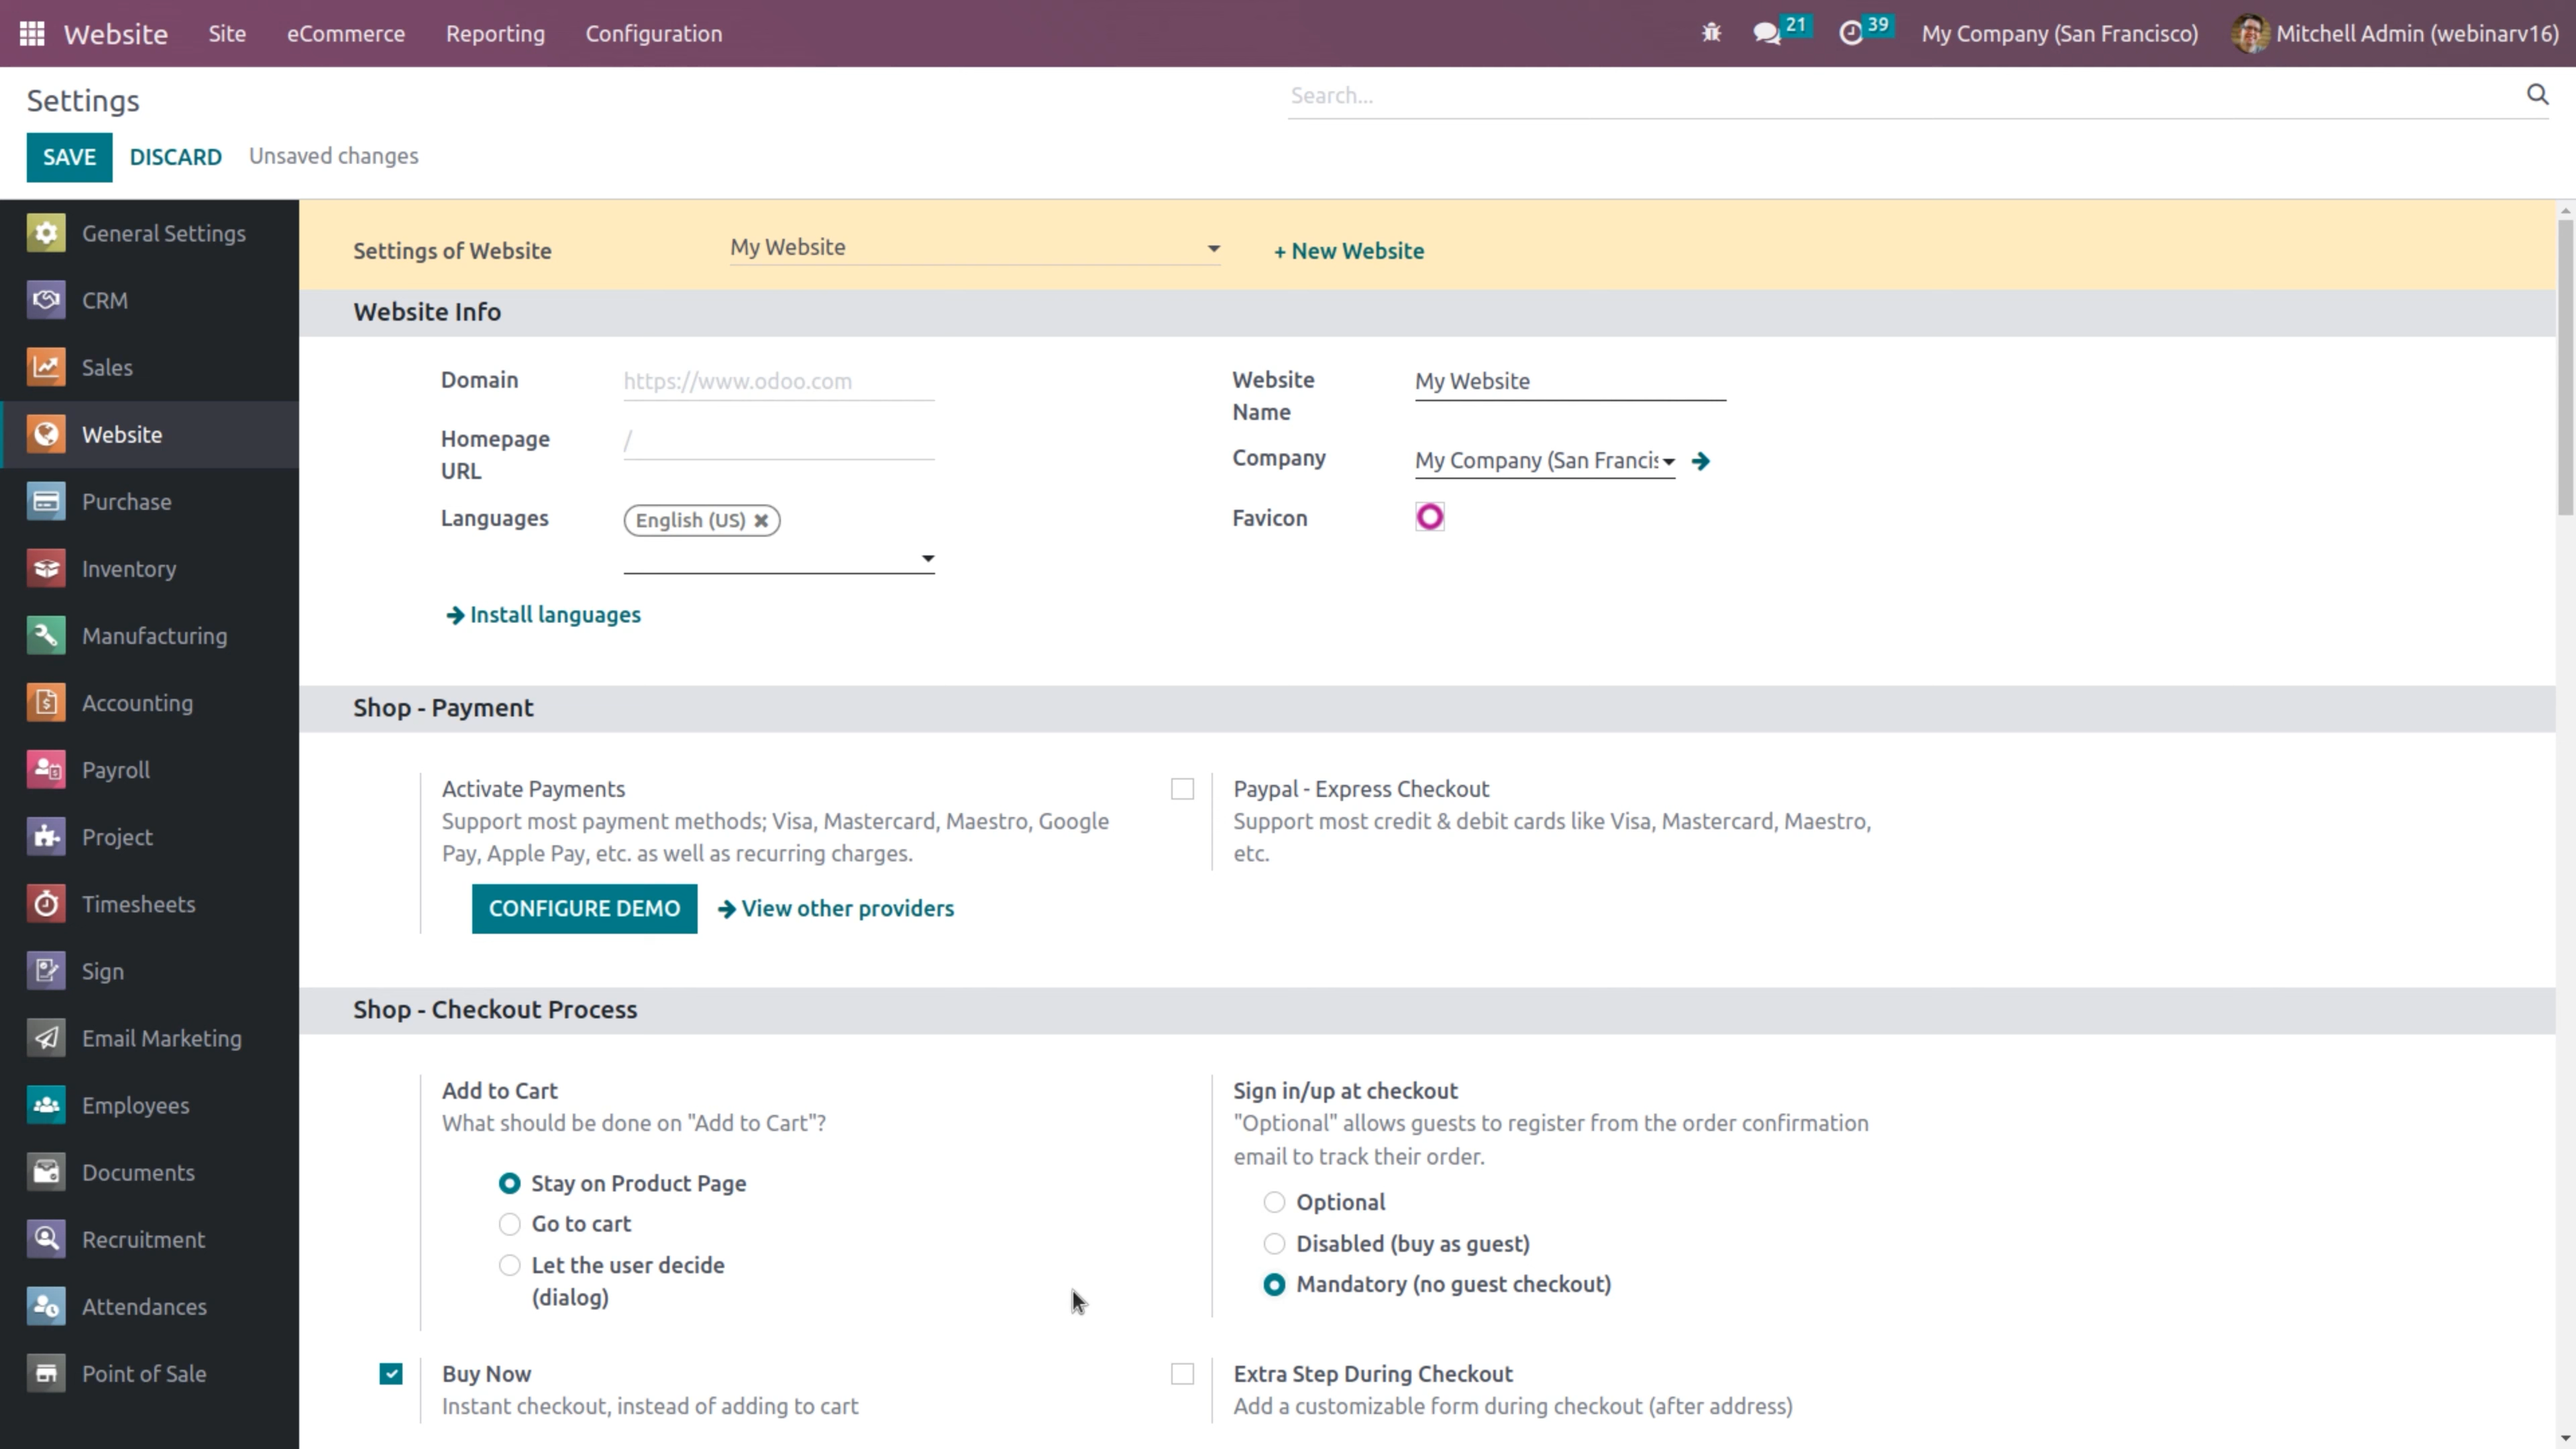 Website
Site
eCommerce
Reporting
Configuration
21
39
My Company (San Francisco)
Mitchell Admin (webinarv16)
Settings
Search...
SAVE
DISCARD
Unsaved changes
General Settings
CRM
Sales
Website
Purchase
Inventory
Manufacturing
Accounting
Payroll
Project
Timesheets
Sign
Email Marketing
Employees
Documents
Recruitment
Attendances
Point of Sale
Settings of Website
My Website
+ New Website
Website Info
Domain
https://www.odoo.com
Homepage
URL
/
Languages
English (US)
Install languages
Website
Name
My Website
Company
My Company (San Francis
Favicon
Shop - Payment
Activate Payments
Support most payment methods; Visa, Mastercard, Maestro, Google
Pay, Apple Pay, etc. as well as recurring charges.
CONFIGURE DEMO
View other providers
Paypal - Express Checkout
Support most credit & debit cards like Visa, Mastercard, Maestro,
etc.
Shop - Checkout Process
Add to Cart
What should be done on "Add to Cart"?
Stay on Product Page
Go to cart
Let the user decide
(dialog)
Sign in/up at checkout
"Optional" allows guests to register from the order confirmation
email to track their order.
Optional
Disabled (buy as guest)
Mandatory (no guest checkout)
Buy Now
Instant checkout, instead of adding to cart
Extra Step During Checkout
Add a customizable form during checkout (after address)